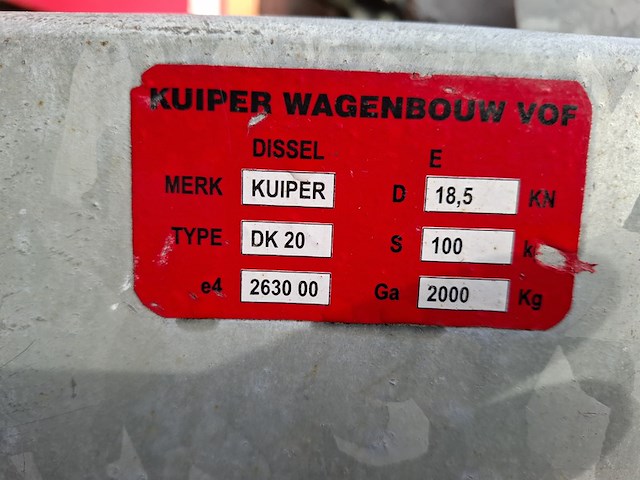 KUIPER WAGENBOUW VOF
DISSEL E
MERK KUIPER D 18,5 KN
TYPE DK 20 S 100
e4 2630 00 Ga 2000 Kg